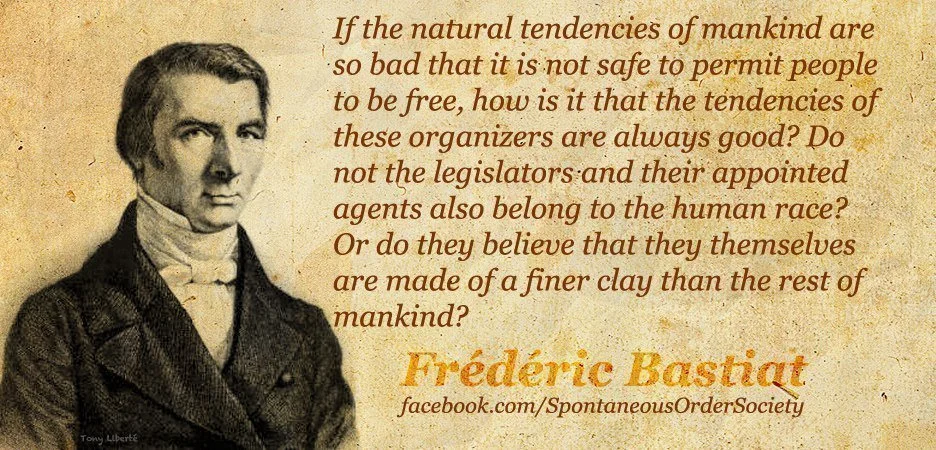 If the natural tendencies of mankind are
so bad that it is not safe to permit people
to be free, how is it that the tendencies of
these organizers are always good? Do
not the legislators and their appointed
agents also belong to the human race?
Or do they believe that they themselves
are made of a finer clay than the rest of
mankind?
Frédéric Bastiat
facebook.com/SpontaneousOrderSociety
Tony Liberté